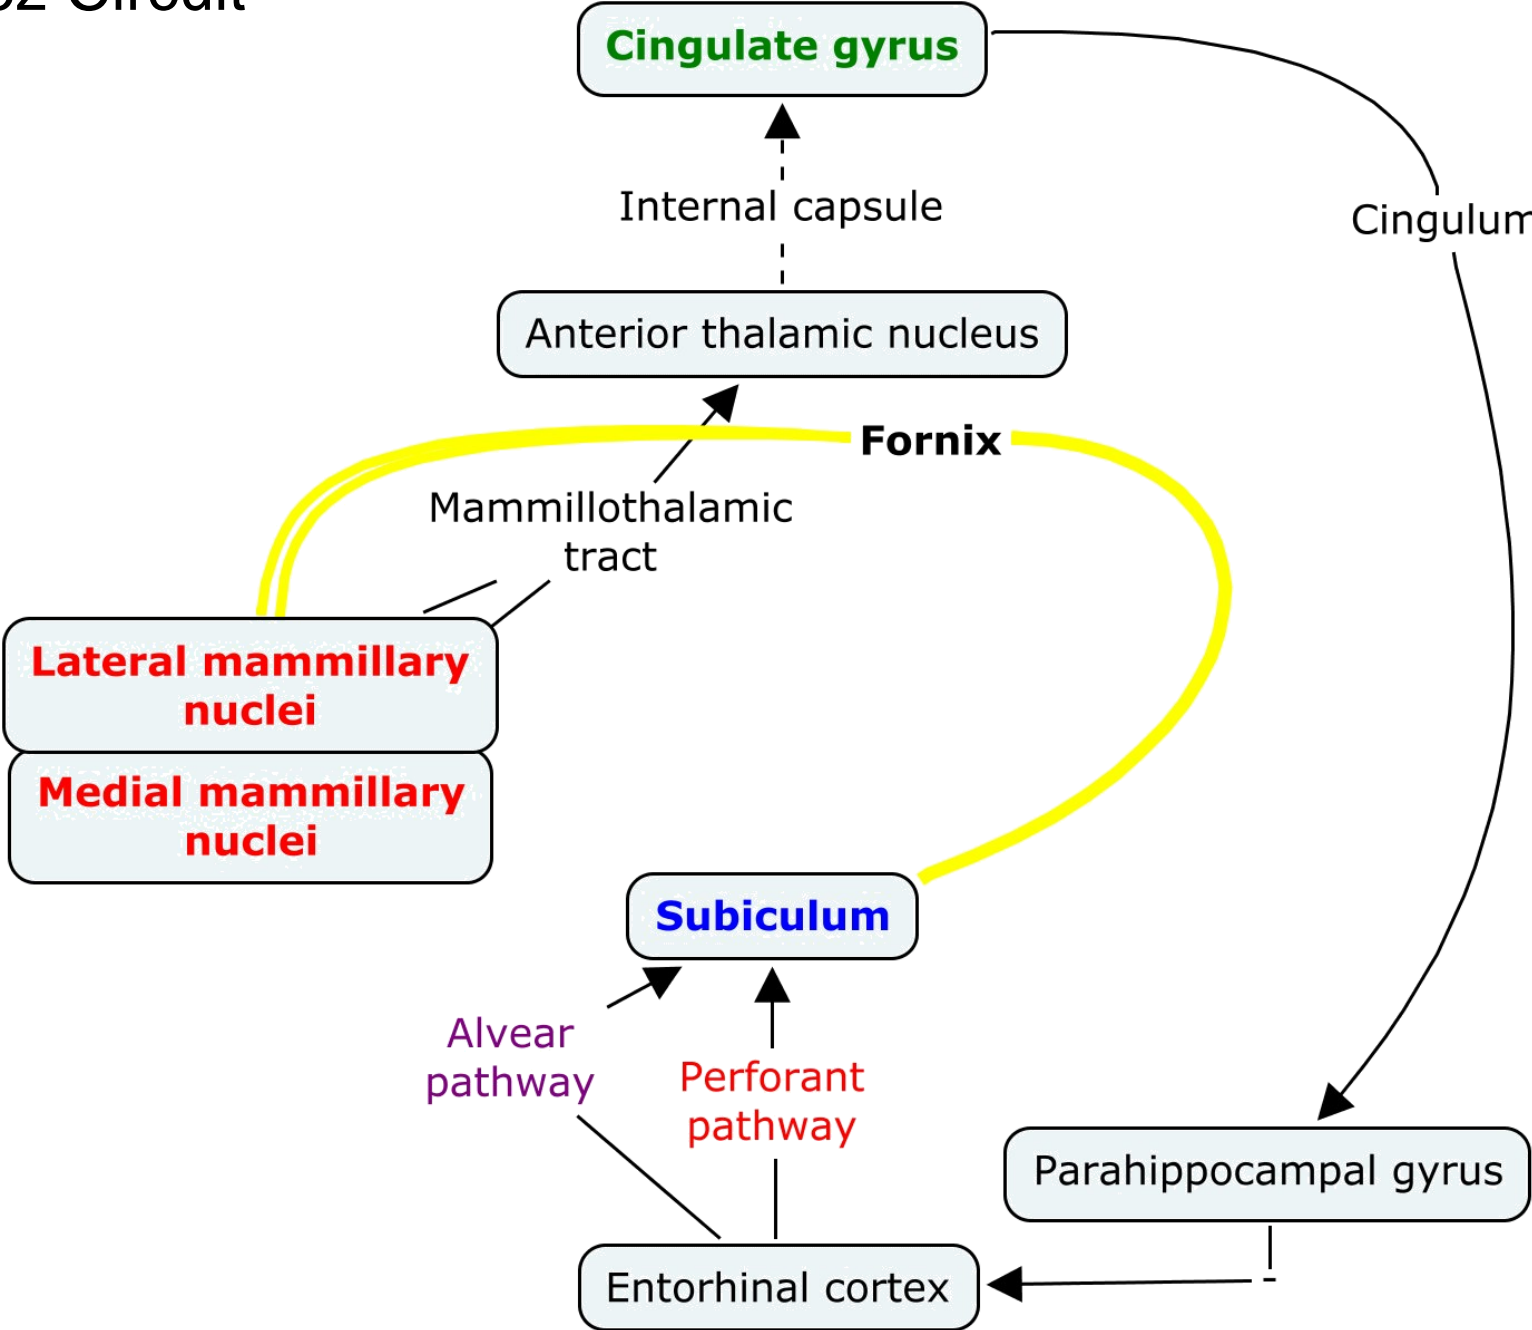 Circuit
Cingulate gyrus
Internal capsule
Cingulum
Anterior thalamic nucleus
Fornix
Mammillothalamic
tract
Lateral mammillary
nuclei
Medial mammillary
nuclei
Subiculum
Alvear
pathway
Perforant
pathway
Parahippocampal gyrus
Entorhinal cortex